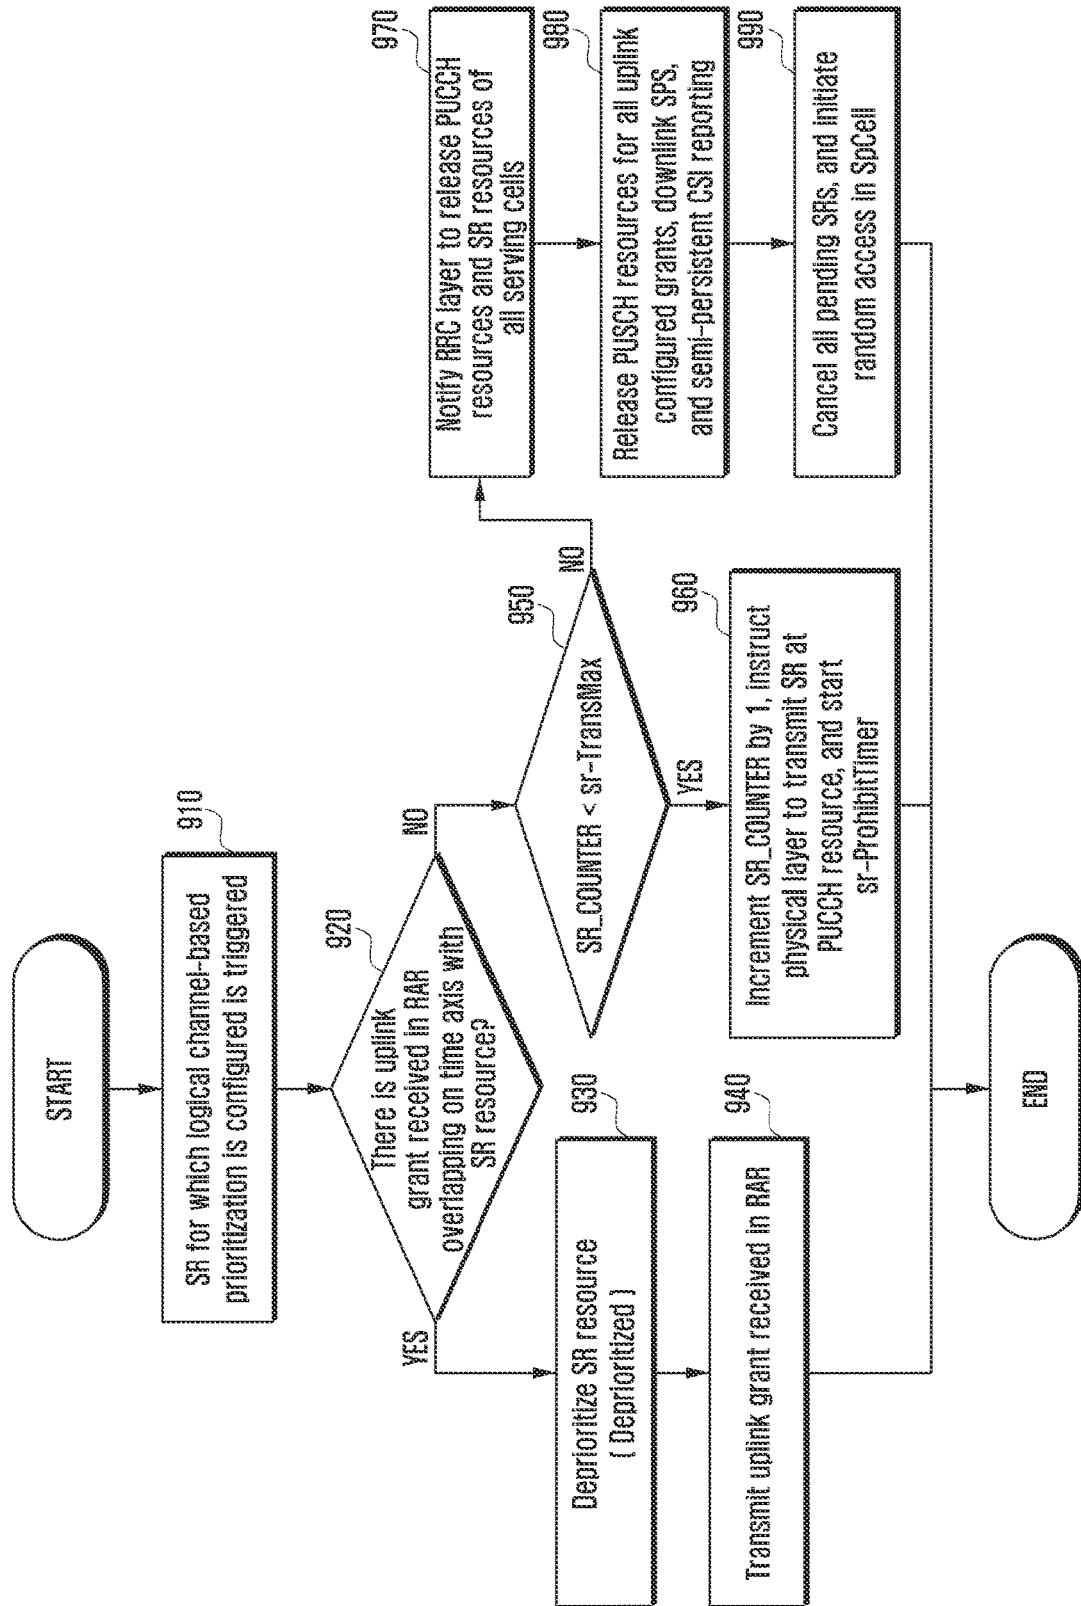 START
910
SR for which logical channel-based
prioritization is configured is triggered
920
There is uplink
grant received in RAR
overlapping on time axis with
SR resource?
YES
NO
930
Deprioritize SR resource
( Deprioritized )
940
Transmit uplink grant received in RAR
950
SR_COUNTER < sr-TransMax
NO
YES
960
Increment SR_COUNTER by 1, instruct
physical layer to transmit SR at
PUCCH resource, and start
sr-ProhibitTimer
970
Notify RRC layer to release PUCCH
resources and SR resources of
all serving cells
980
Release PUSCH resources for all uplink
configured grants, downlink SPS,
and semi-persistent CSI reporting
990
Cancel all pending SRs, and initiate
random access in SpCell
END